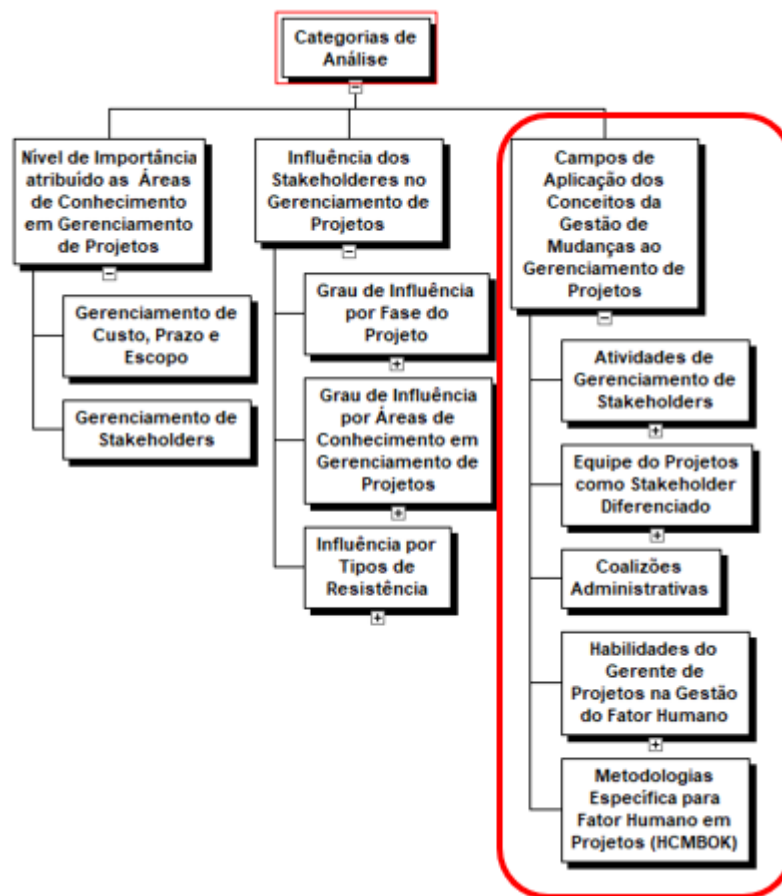 Categorias de
Análise
Nível de Importância
atribuído as Áreas
de Conhecimento
em Gerenciamento
de Projetos
Gerenciamento de
Custo, Prazo e
Escopo
Gerenciamento de
Stakeholders
Influência dos
Stakeholderes no
Gerenciamento de
Projetos
Grau de Influência
por Fase do
Projeto
Grau de Influência
por Áreas de
Conhecimento em
Gerenciamento de
Projetos
Influência por
Tipos de
Resistência
Campos de
Aplicação dos
Conceitos da
Gestão de
Mudanças ao
Gerenciamento de
Projetos
Atividades de
Gerenciamento de
Stakeholders
Equipe do Projetos
como Stakeholder
Diferenciado
Coalizões
Administrativas
Habilidades do
Gerente de
Projetos na Gestão
do Fator Humano
Metodologias
Específica para
Fator Humano em
Projetos (HCMBOK)